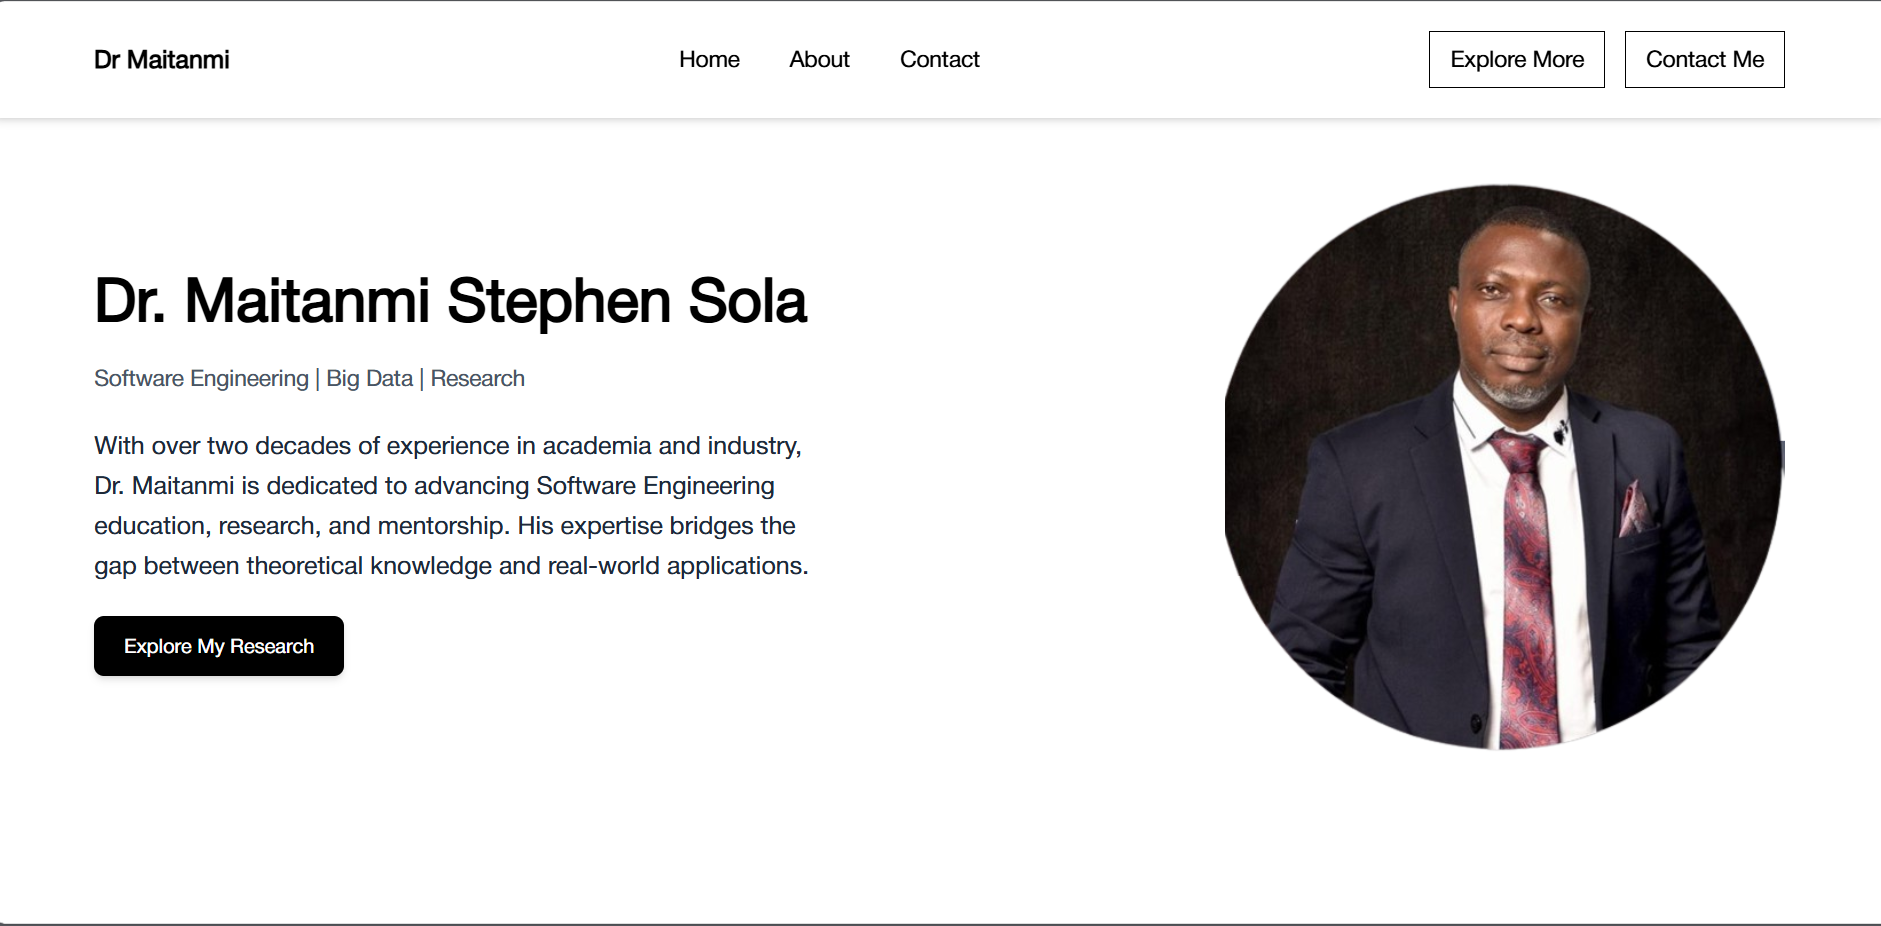 Dr Maitanmi
Home About Contact
Explore More Contact Me
Dr. Maitanmi Stephen Sola
Software Engineering | Big Data | Research
With over two decades of experience in academia and industry,
Dr. Maitanmi is dedicated to advancing Software Engineering
education, research, and mentorship. His expertise bridges the
gap between theoretical knowledge and real-world applications.
Explore My Research